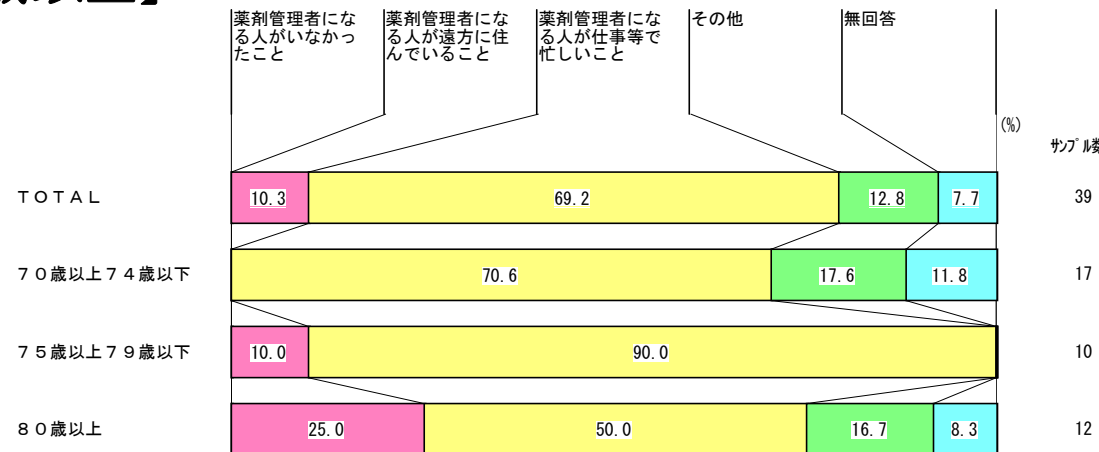 薬剤管理者にな
る人がいなかっ
たこと
薬剤管理者にな
る人が遠方に住
んでいること
薬剤管理者にな
る人が仕事等で
忙しいこと
その他
無回答
(%)
ｻﾝﾌﾟﾙ数
ＴＯＴＡＬ 10.3 69.2 12.8 7.7 39
７０歳以上７４歳以下 70.6 17.6 11.8 17
７５歳以上７９歳以下 10.0 90.0 10
８０歳以上 25.0 50.0 16.7 8.3 12